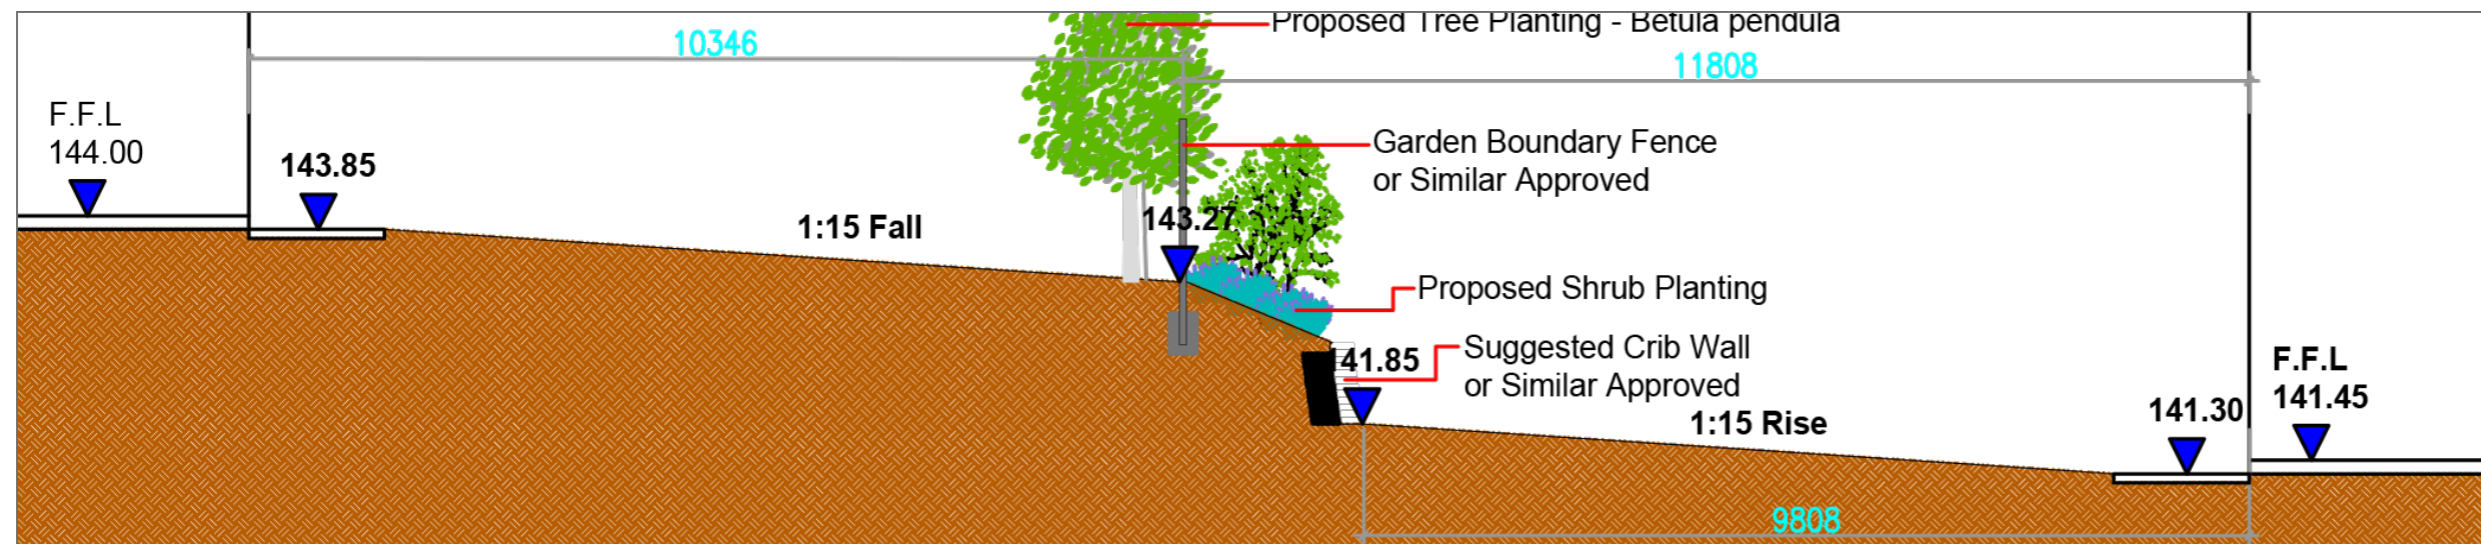 Proposed Tree Planting - Betula pendula
10346
11808
F.F.L
144.00
143.85
Garden Boundary Fence
or Similar Approved
1:15 Fall
143.27
Proposed Shrub Planting
Suggested Crib Wall
or Similar Approved
141.85
1:15 Rise
141.30
F.F.L
141.45
9808